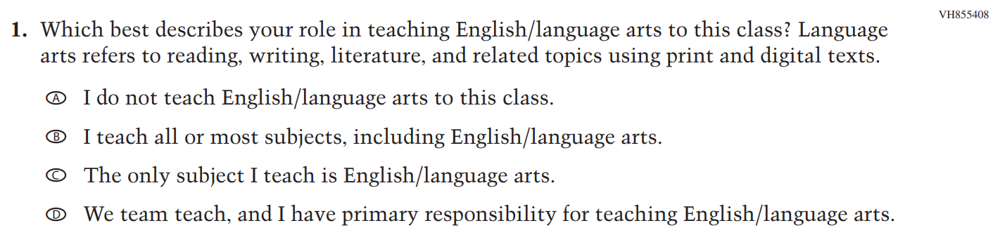 VH855408
1. Which best describes your role in teaching English/language arts to this class? Language
arts refers to reading, writing, literature, and related topics using print and digital texts.
A I do not teach English/language arts to this class.
B I teach all or most subjects, including English/language arts.
C The only subject I teach is English/language arts.
D We team teach, and I have primary responsibility for teaching English/language arts.